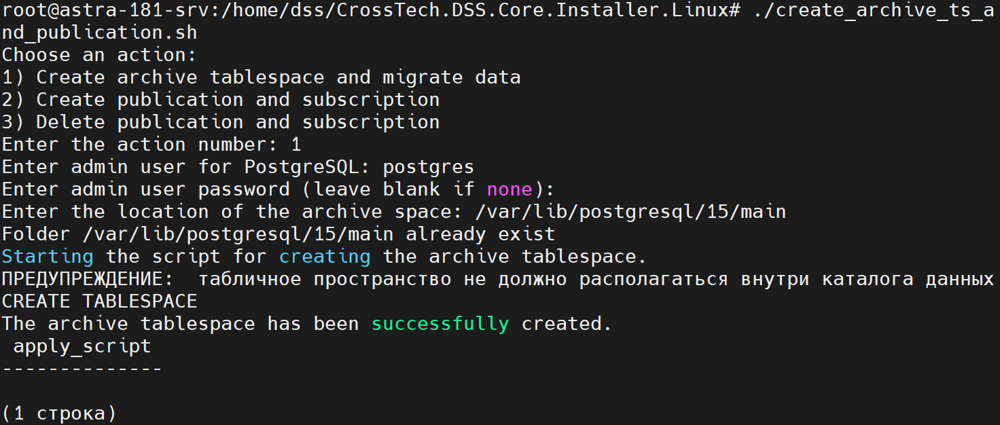 root@astra-181-srv:/home/dss/CrossTech.DSS.Core.Installer.Linux# ./create_archive_ts_a
nd_publication.sh
Choose an action:
1) Create archive tablespace and migrate data
2) Create publication and subscription
3) Delete publication and subscription
Enter the action number: 1
Enter admin user for PostgreSQL: postgres
Enter admin user password (leave blank if none):
Enter the location of the archive space: /var/lib/postgresql/15/main
Folder /var/lib/postgresql/15/main already exist
Starting the script for creating the archive tablespace.
ПРЕДУПРЕЖДЕНИЕ:  табличное пространство не должно располагаться внутри каталога данных
CREATE TABLESPACE
The archive tablespace has been successfully created.
 apply_script
--------------

(1 строка)